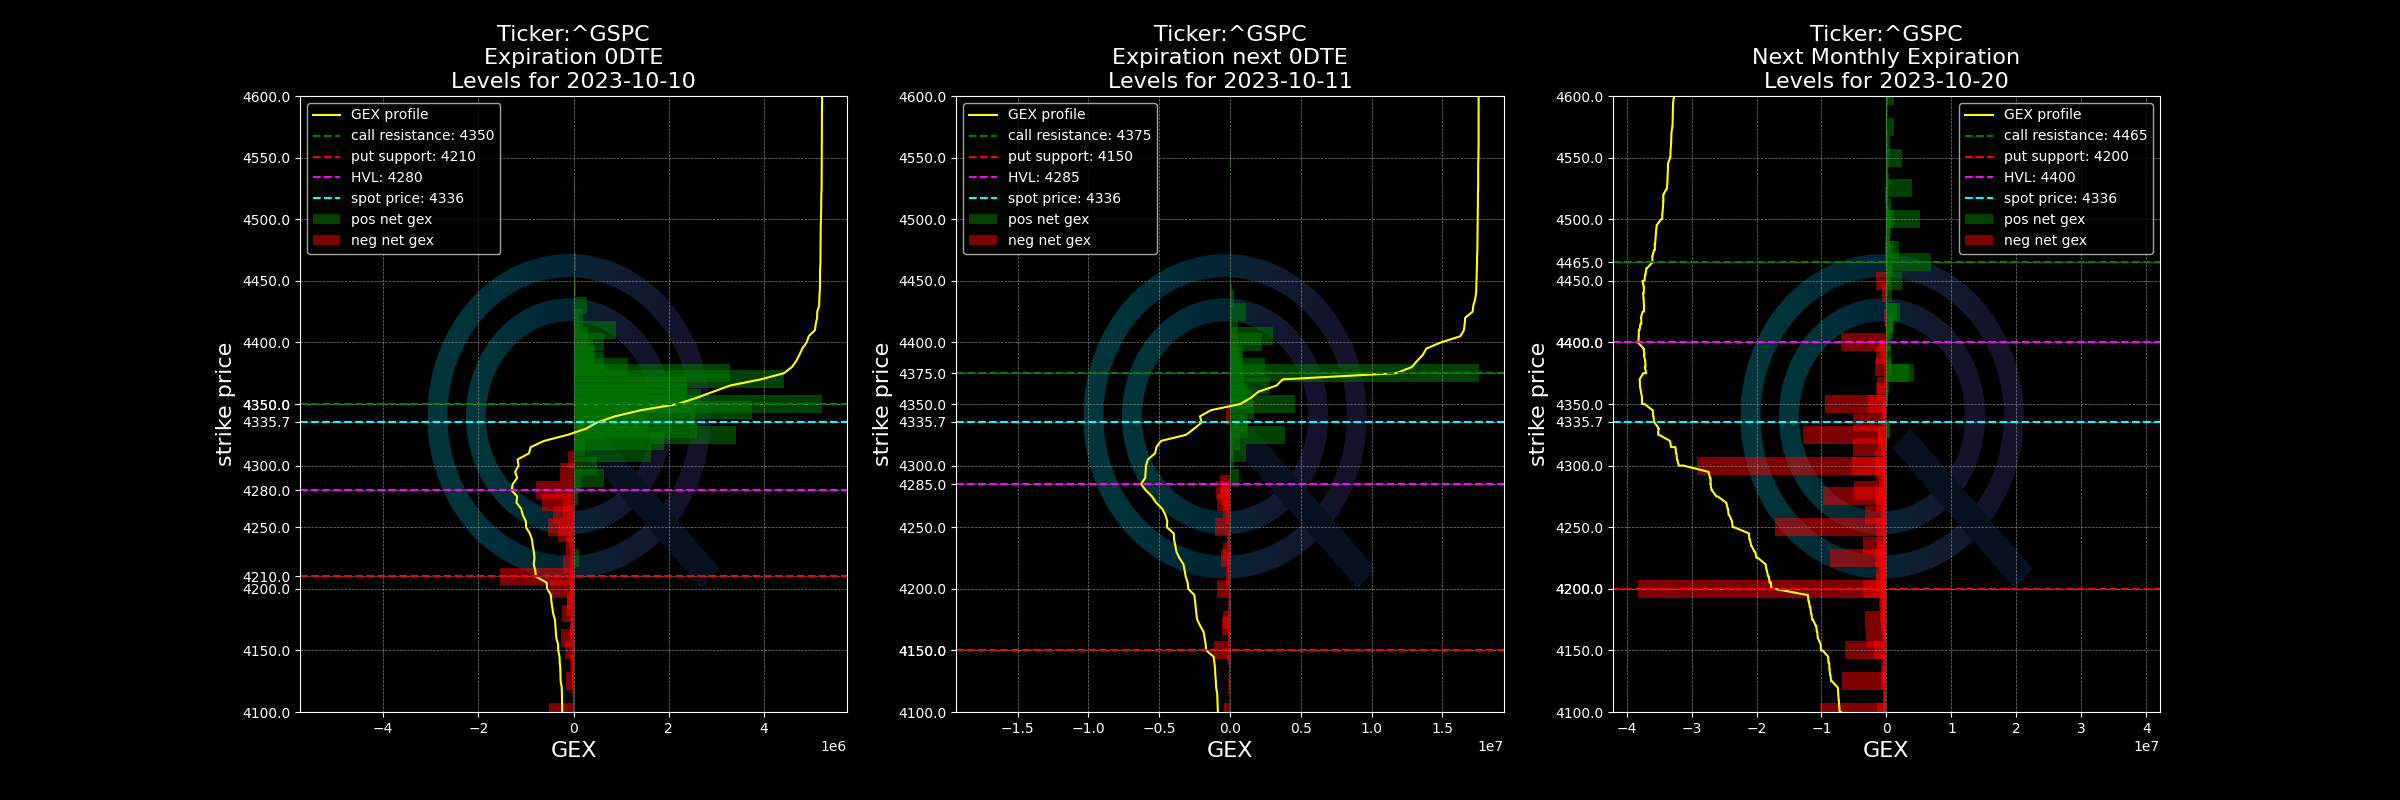 Ticker:^GSPC
Expiration 0DTE
Levels for 2023-10-10
4600.0
4550.0
4500.0
4450.0
4400.0
4350.0
4335.7
4300.0
4280.0
4250.0
4210.0
4200.0
4150.0
4100.0
strike price
GEX profile
call resistance: 4350
put support: 4210
HVL: 4280
spot price: 4336
pos net gex
neg net gex
−4 −2 0 2 4
1e6
GEX
Ticker:^GSPC
Expiration next 0DTE
Levels for 2023-10-11
4600.0
4550.0
4500.0
4450.0
4400.0
4375.0
4350.0
4335.7
4300.0
4285.0
4250.0
4200.0
4150.0
4100.0
strike price
GEX profile
call resistance: 4375
put support: 4150
HVL: 4285
spot price: 4336
pos net gex
neg net gex
−1.5 −1.0 −0.5 0.0 0.5 1.0 1.5
1e7
GEX
Ticker:^GSPC
Next Monthly Expiration
Levels for 2023-10-20
4600.0
4550.0
4500.0
4465.0
4450.0
4400.0
4350.0
4335.7
4300.0
4250.0
4200.0
4150.0
4100.0
strike price
GEX profile
call resistance: 4465
put support: 4200
HVL: 4400
spot price: 4336
pos net gex
neg net gex
−4 −3 −2 −1 0 1 2 3 4
1e7
GEX